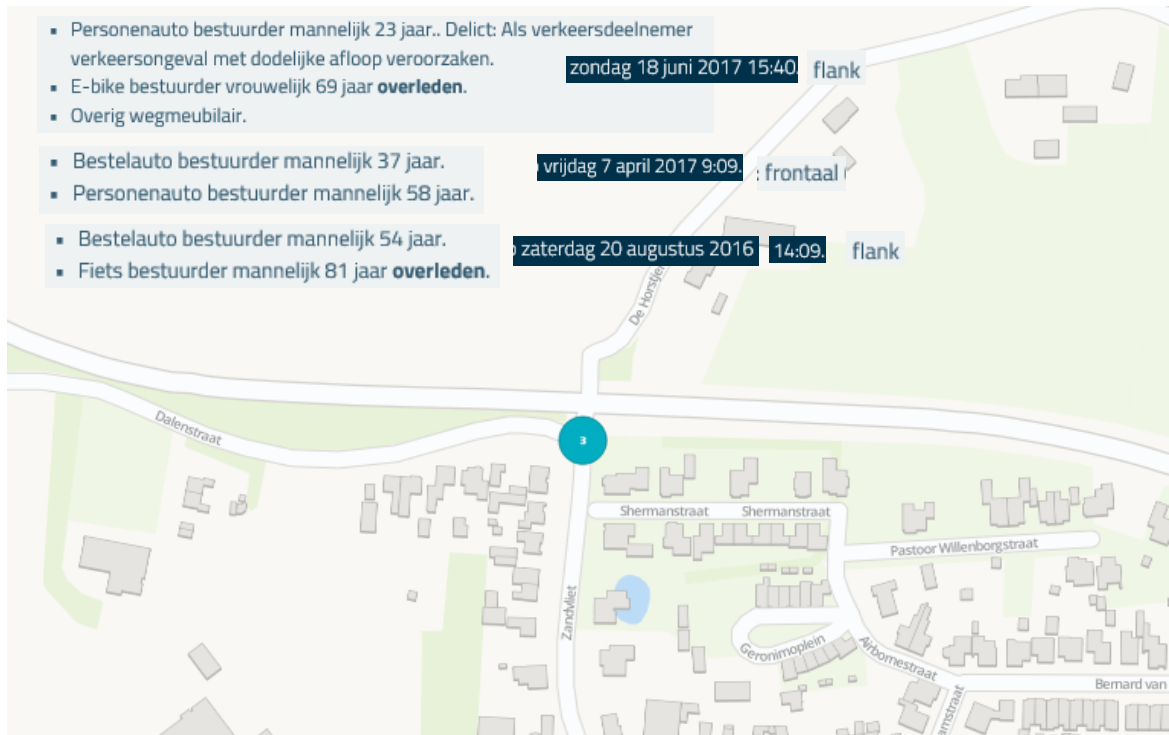 ▪ Personenauto bestuurder mannelijk 23 jaar.. Delict: Als verkeersdeelnemer
verkeersongeval met dodelijke afloop veroorzaken.
▪ E-bike bestuurder vrouwelijk 69 jaar overleden.
▪ Overig wegmeubilair.
zondag 18 juni 2017 15:40. flank
▪ Bestelauto bestuurder mannelijk 37 jaar.
▪ Personenauto bestuurder mannelijk 58 jaar.
vrijdag 7 april 2017 9:09. frontaal
▪ Bestelauto bestuurder mannelijk 54 jaar.
▪ Fiets bestuurder mannelijk 81 jaar overleden.
zaterdag 20 augustus 2016 14:09. flank
De Horstjes
Dalenstraat
3
Shermanstraat Shermanstraat
Pastoor Willenborgstraat
Zandvliet
Geronimoplein
Airbornestraat
Bernard van